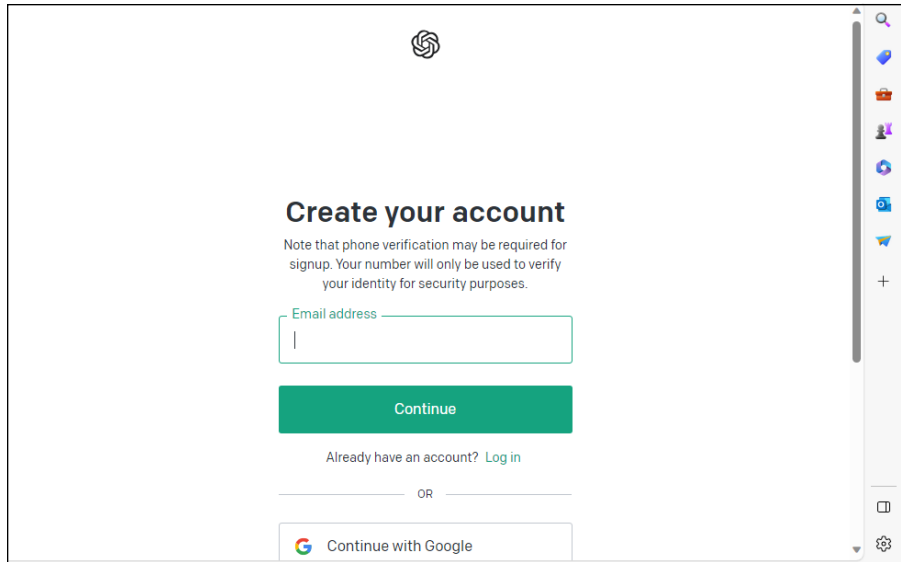 Create your account
Note that phone verification may be required for
signup. Your number will only be used to verify
your identity for security purposes.
Email address
Continue
Already have an account? Log in
OR
Continue with Google